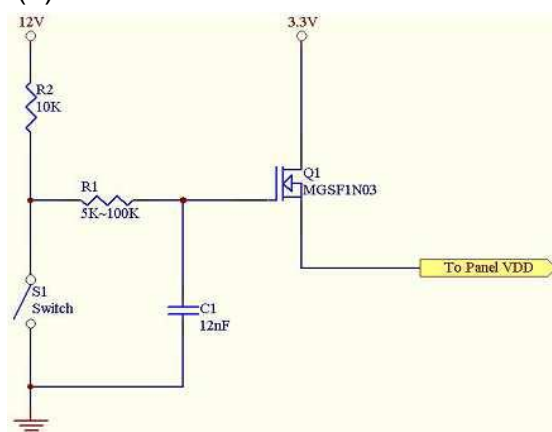 12V
3.3V
R2
10K
Q1
MGSF1N03
R1
5K~100K
To Panel VDD
S1
Switch
C1
12nF